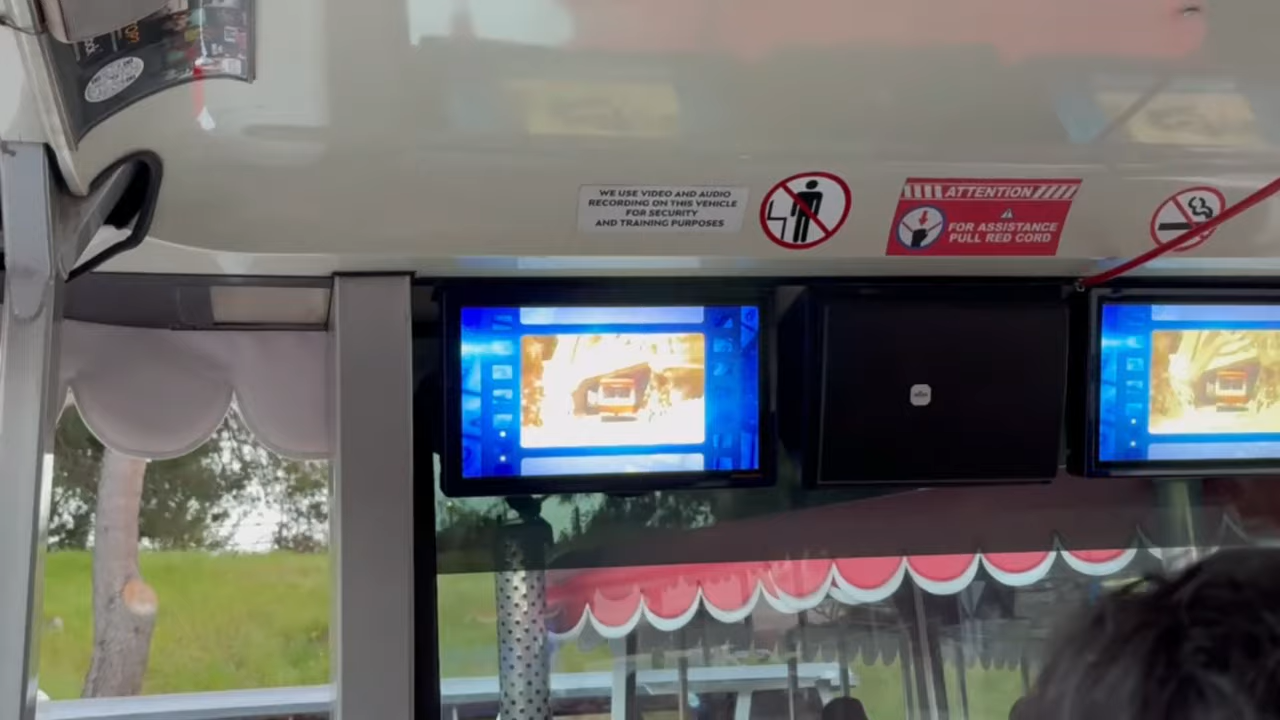 WE USE VIDEO AND AUDIO
RECORDING ON THIS VEHICLE
FOR SECURITY
AND TRAINING PURPOSES
ATTENTION
FOR ASSISTANCE
PULL RED CORD